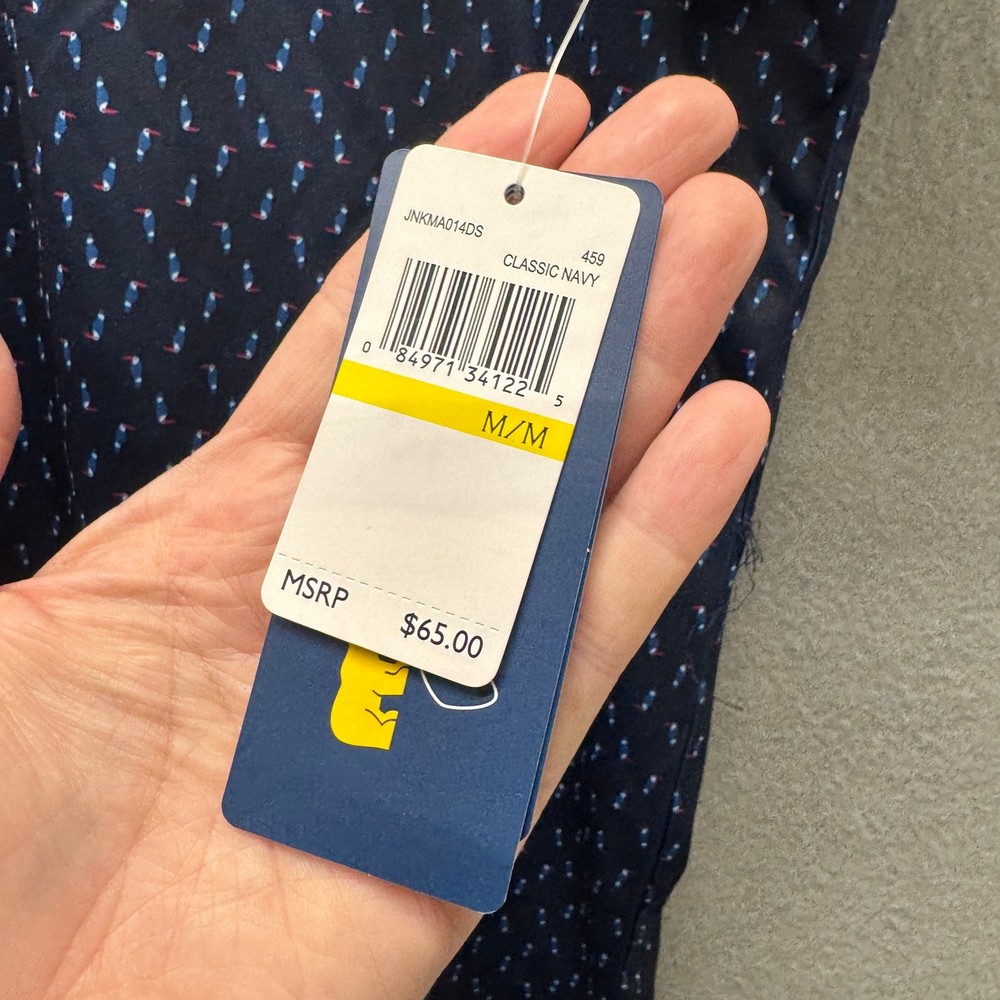 JNKMA014DS
459
CLASSIC NAVY
0 84971 34122 5
M/M
MSRP
$65.00